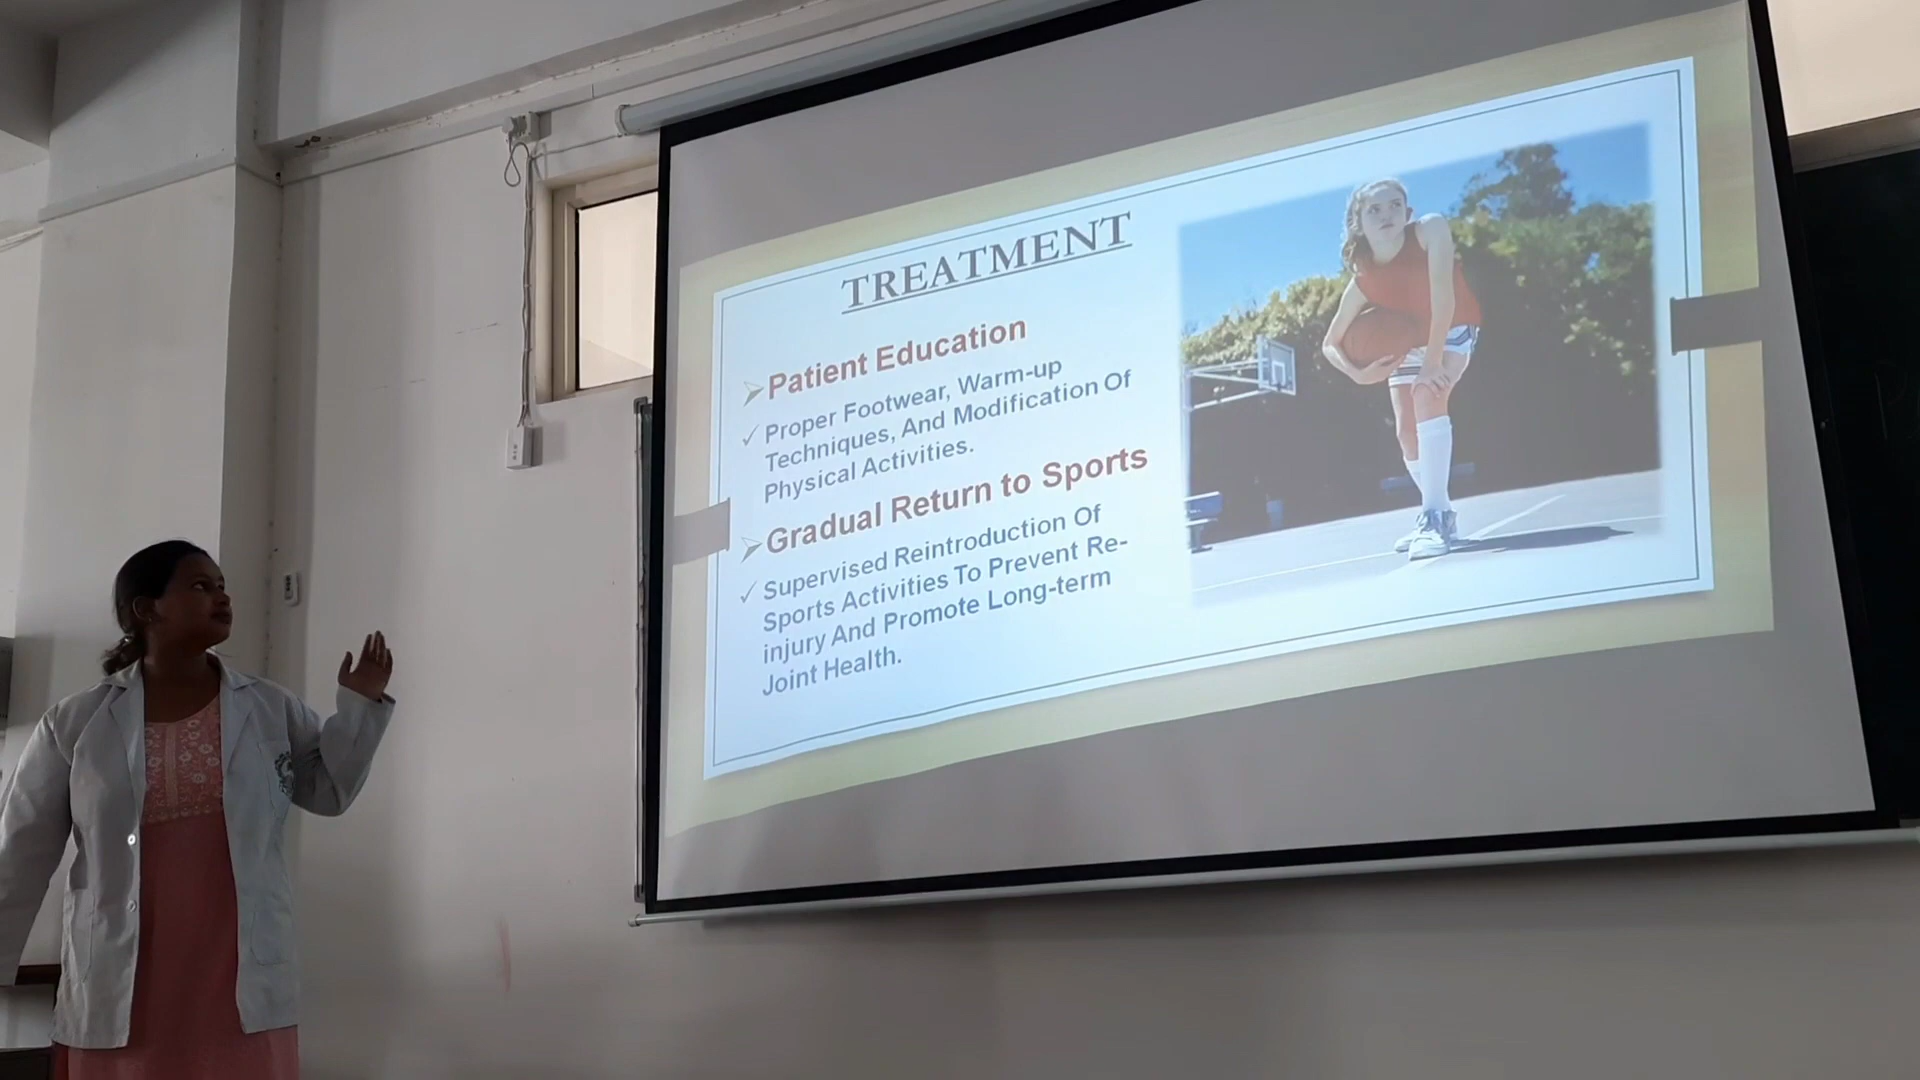 TREATMENT
Patient Education
✓ Proper Footwear, Warm-up
Techniques, And Modification Of
Physical Activities.
Gradual Return to Sports
✓ Supervised Reintroduction Of
Sports Activities To Prevent Re-
injury And Promote Long-term
Joint Health.